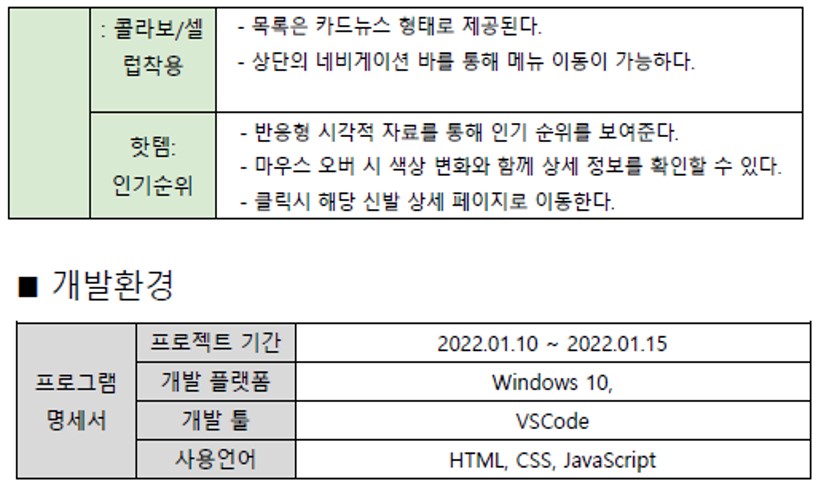 : 콜라보/셀
럽착용
- 목록은 카드뉴스 형태로 제공된다.
- 상단의 네비게이션 바를 통해 메뉴 이동이 가능하다.
핫템:
인기순위
- 반응형 시각적 자료를 통해 인기 순위를 보여준다.
- 마우스 오버 시 색상 변화와 함께 상세 정보를 확인할 수 있다.
- 클릭시 해당 신발 상세 페이지로 이동한다.
■ 개발환경
프로그램
명세서
프로젝트 기간 2022.01.10 ~ 2022.01.15
개발 플랫폼 Windows 10,
개발 툴 VSCode
사용언어 HTML, CSS, JavaScript